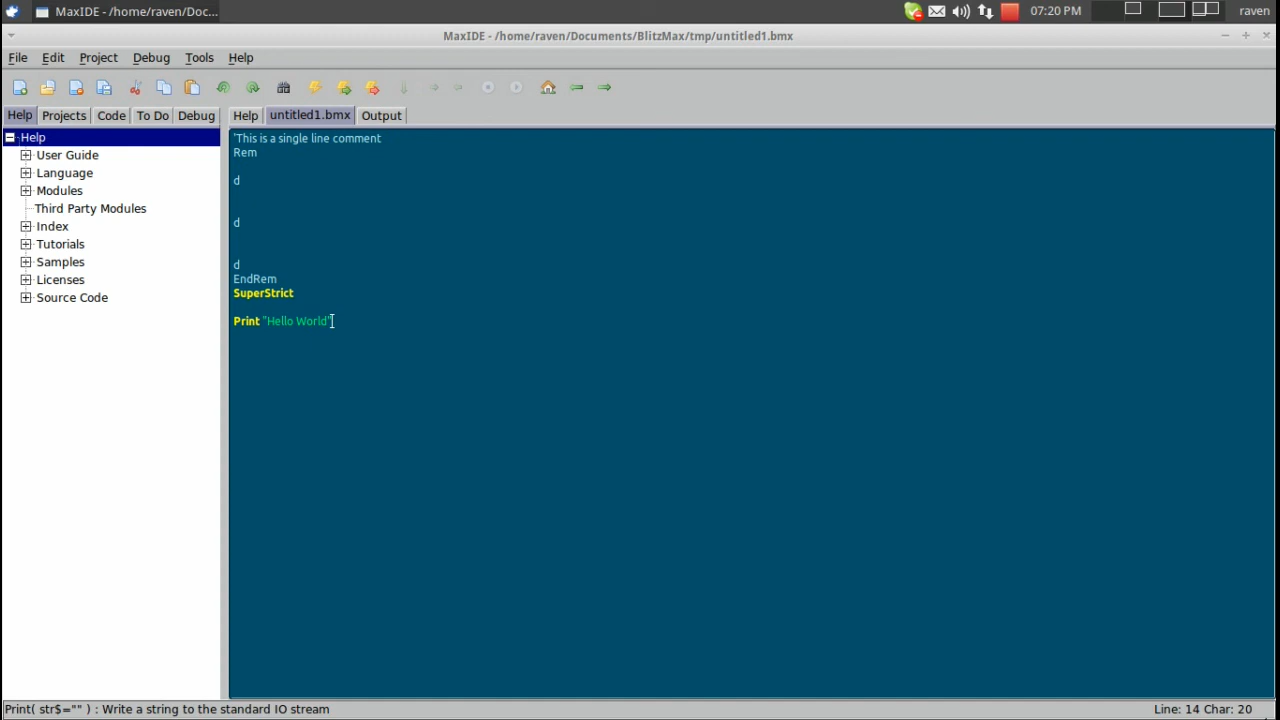 MaxIDE - /home/raven/Doc...
07:20 PM
raven
MaxIDE - /home/raven/Documents/BlitzMax/tmp/untitled1.bmx
File Edit Project Debug Tools Help
Help Projects Code To Do Debug
Help untitled1.bmx Output
Help
User Guide
Language
Modules
Third Party Modules
Index
Tutorials
Samples
Licenses
Source Code
'This is a single line comment
Rem
d
d
d
EndRem
SuperStrict
Print "Hello World"
Print( str$="" ) : Write a string to the standard IO stream
Line: 14 Char: 20